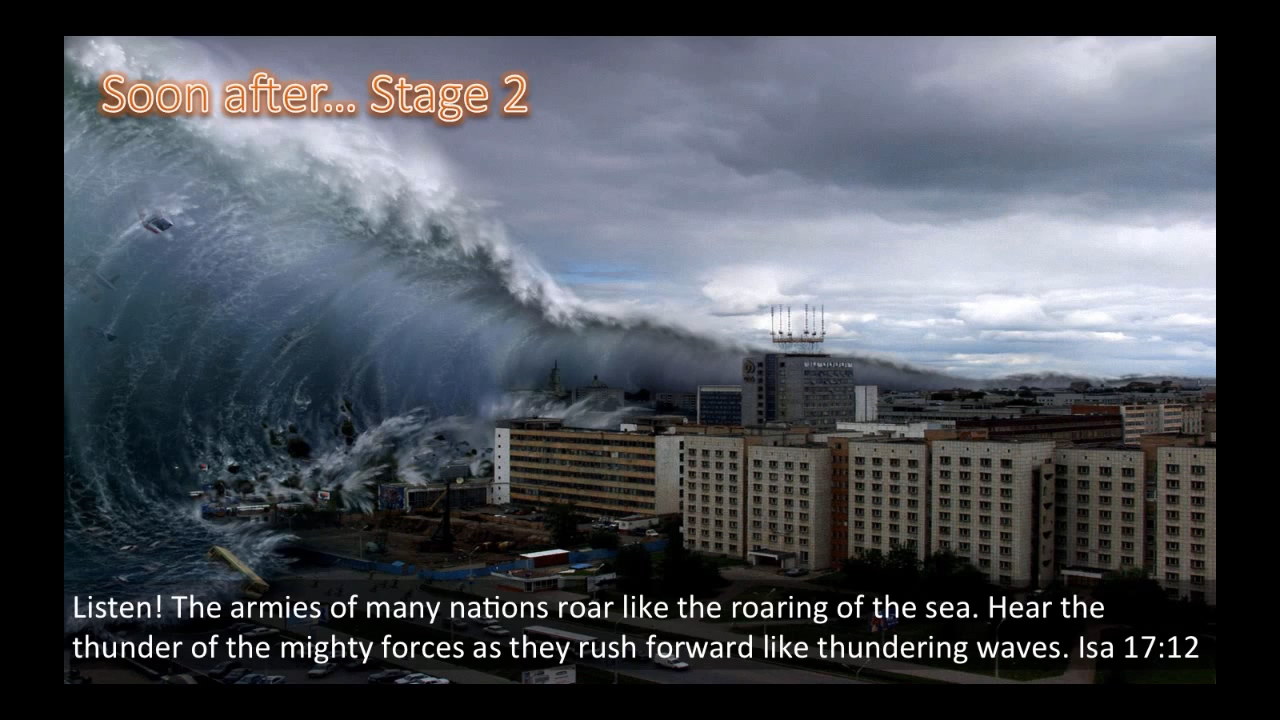 Soon after... Stage 2
Listen! The armies of many nations roar like the roaring of the sea. Hear the
thunder of the mighty forces as they rush forward like thundering waves. Isa 17:12